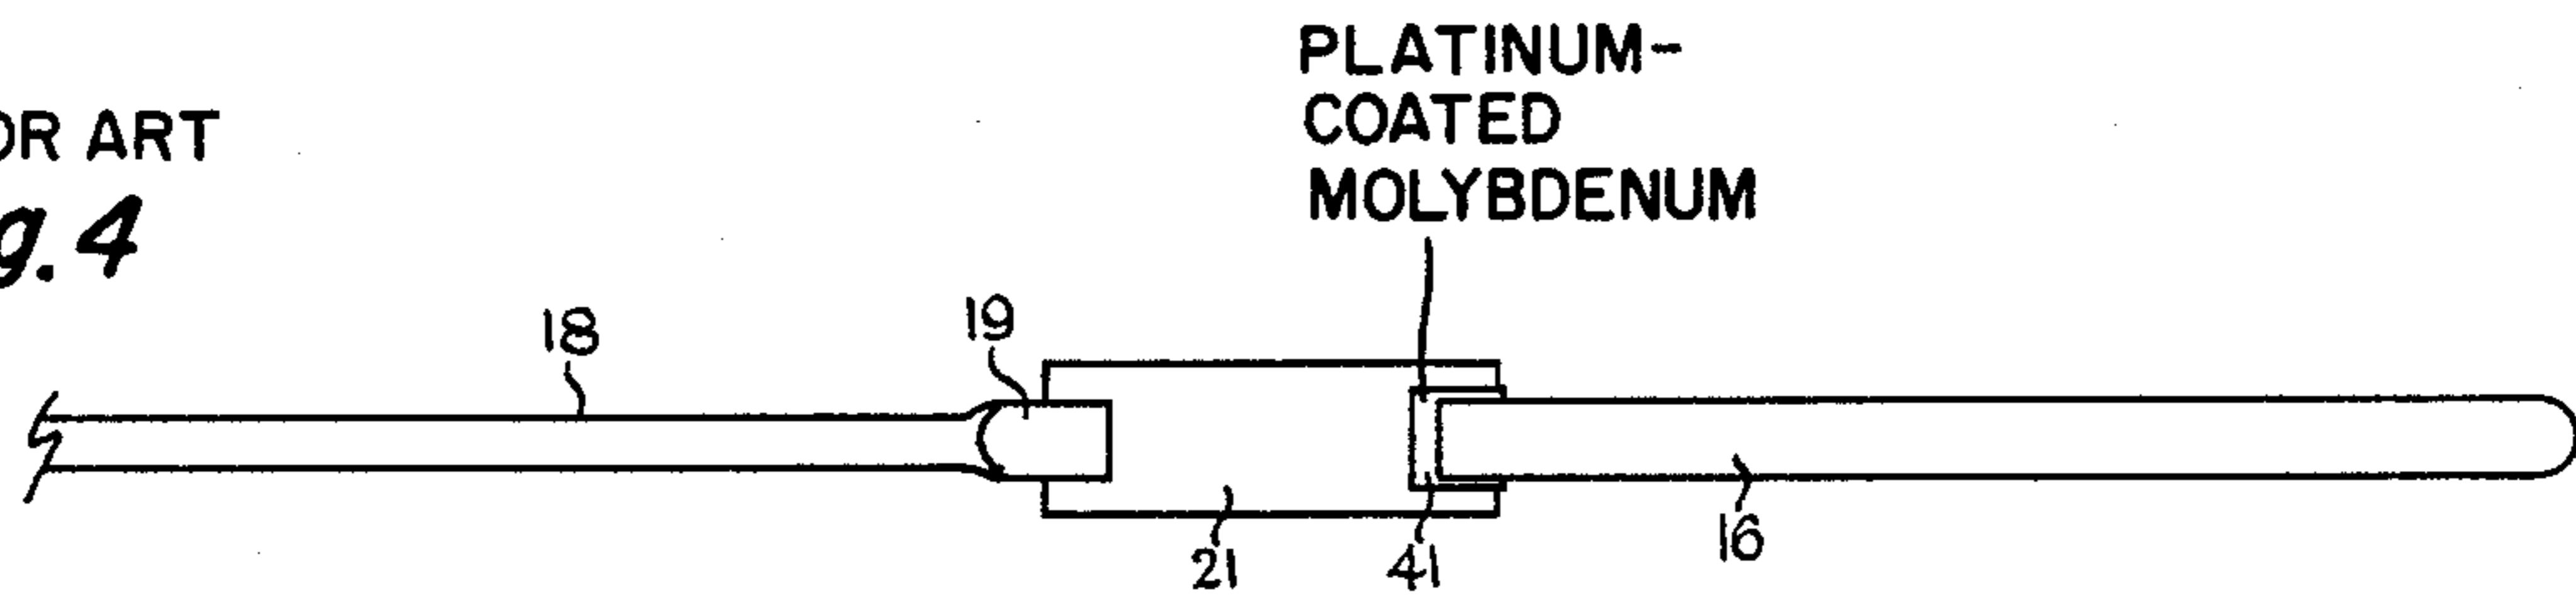 OR ART
g. 4
PLATINUM-
COATED
MOLYBDENUM
18
19
21
41
16